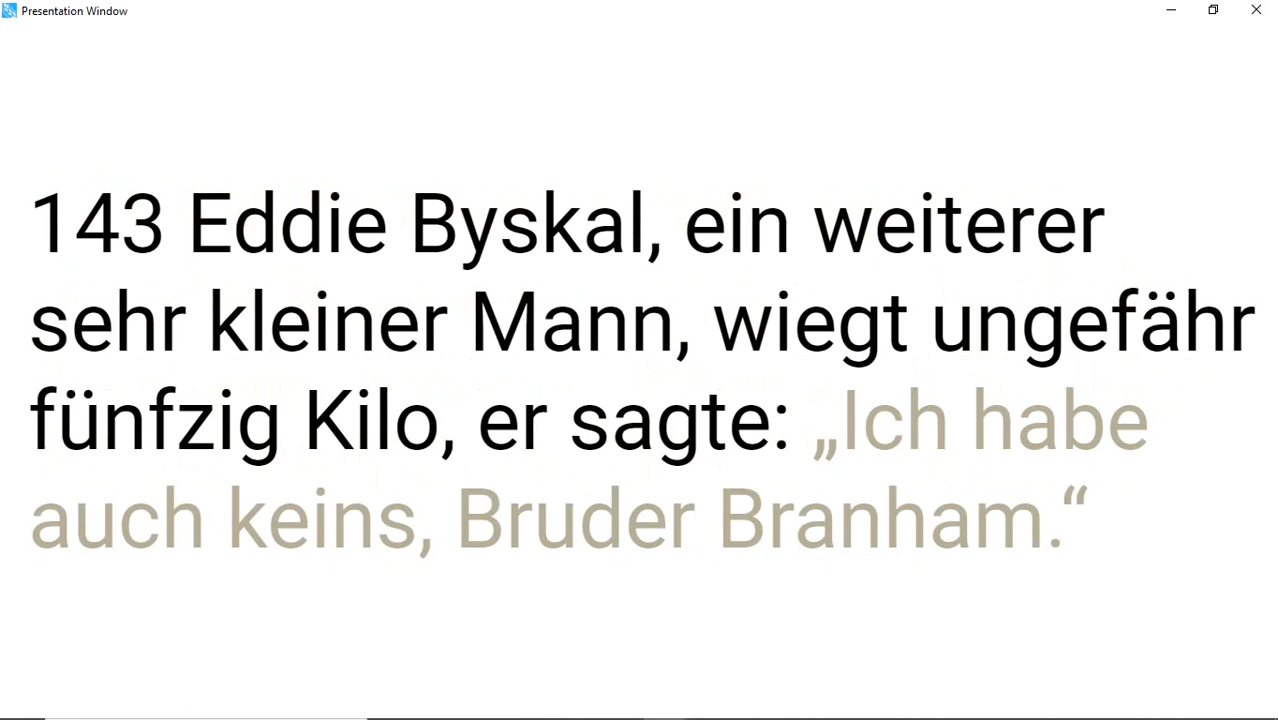 Presentation Window
143 Eddie Byskal, ein weiterer
sehr kleiner Mann, wiegt ungefähr
fünfzig Kilo, er sagte: „Ich habe
auch keins, Bruder Branham.“